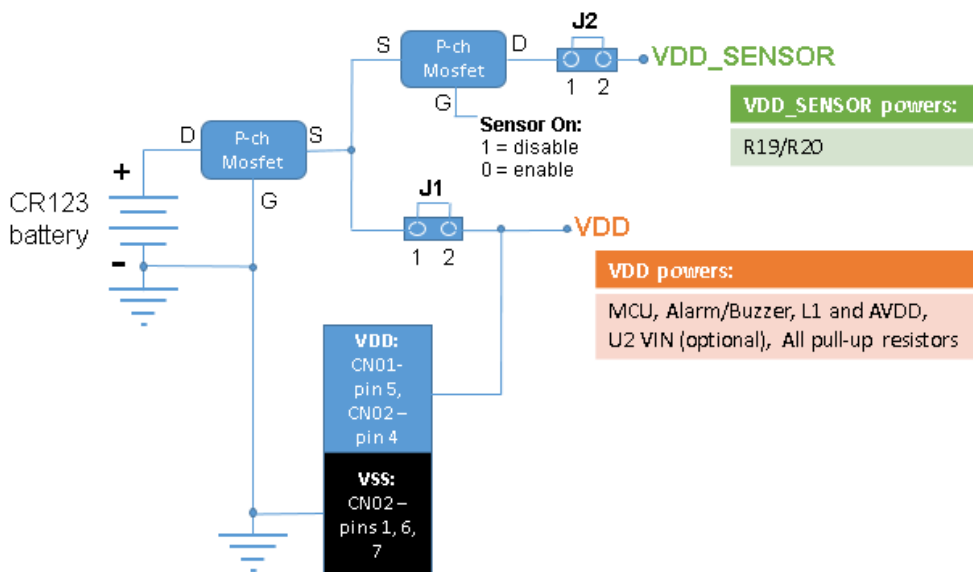 J2
S
P-ch
Mosfet
D
VDD_SENSOR
1 2
G
Sensor On:
1 = disable
0 = enable
VDD_SENSOR powers:
R19/R20
D
P-ch
Mosfet
S
G
+
CR123
battery
-
J1
1 2
VDD
VDD powers:
MCU, Alarm/Buzzer, L1 and AVDD,
U2 VIN (optional), All pull-up resistors
VDD:
CN01-
pin 5,
CN02 –
pin 4
VSS:
CN02 –
pins 1, 6,
7